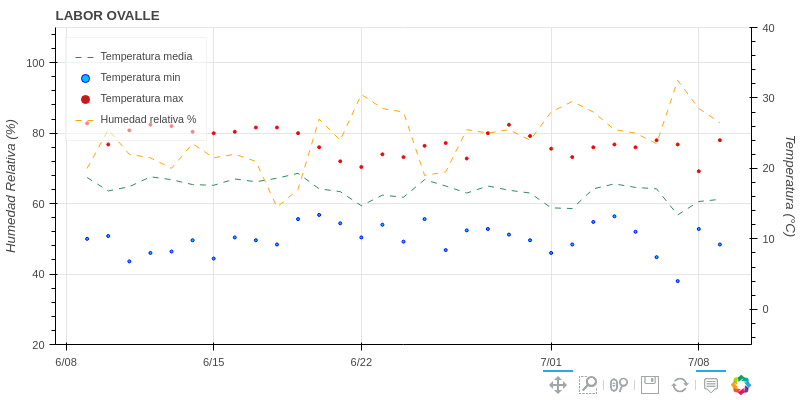 LABOR OVALLE
Temperatura media
Temperatura min
Temperatura max
Humedad relativa %
Humedad Relativa (%)
100
80
60
40
20
Temperatura (°C)
40
30
20
10
0
6/08 6/15 6/22 7/01 7/08